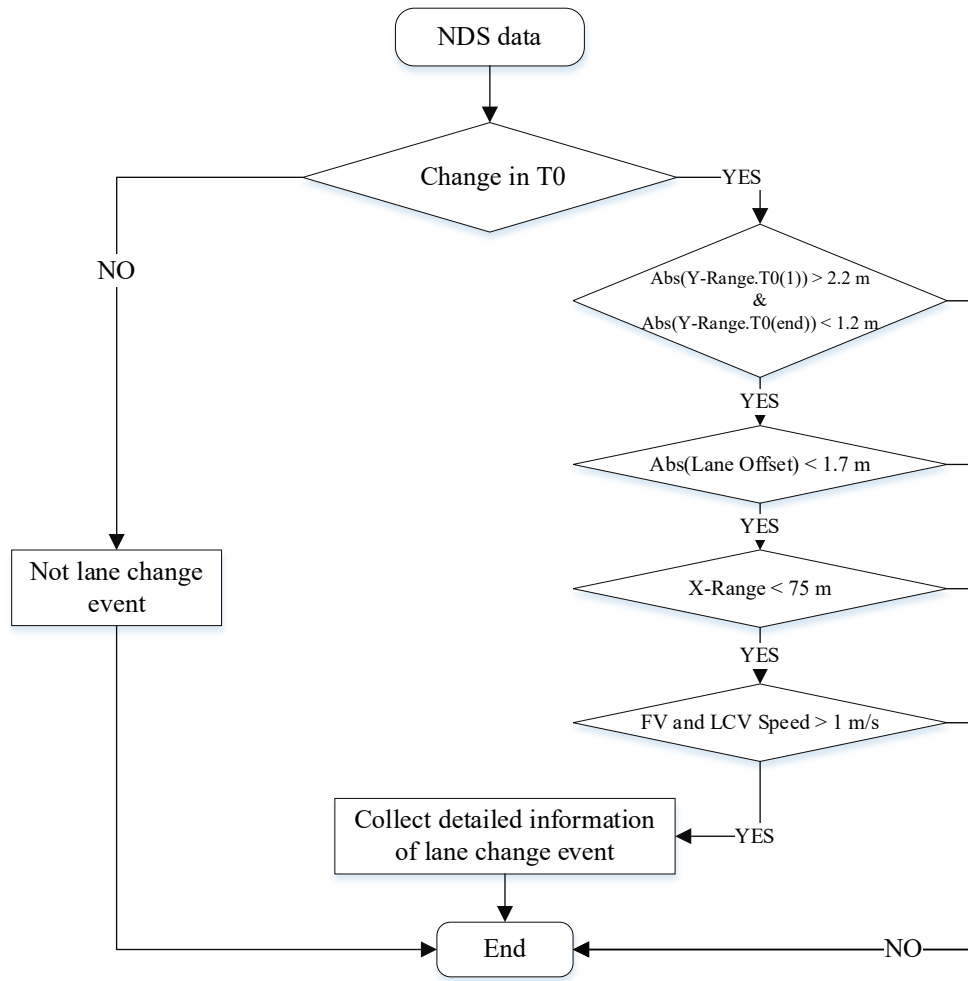 NDS data
Change in T0
YES
NO
Abs(Y-Range.T0(1)) > 2.2 m
&
Abs(Y-Range.T0(end)) < 1.2 m
YES
Abs(Lane Offset) < 1.7 m
YES
Not lane change
event
X-Range < 75 m
YES
FV and LCV Speed > 1 m/s
Collect detailed information
of lane change event
YES
End
NO